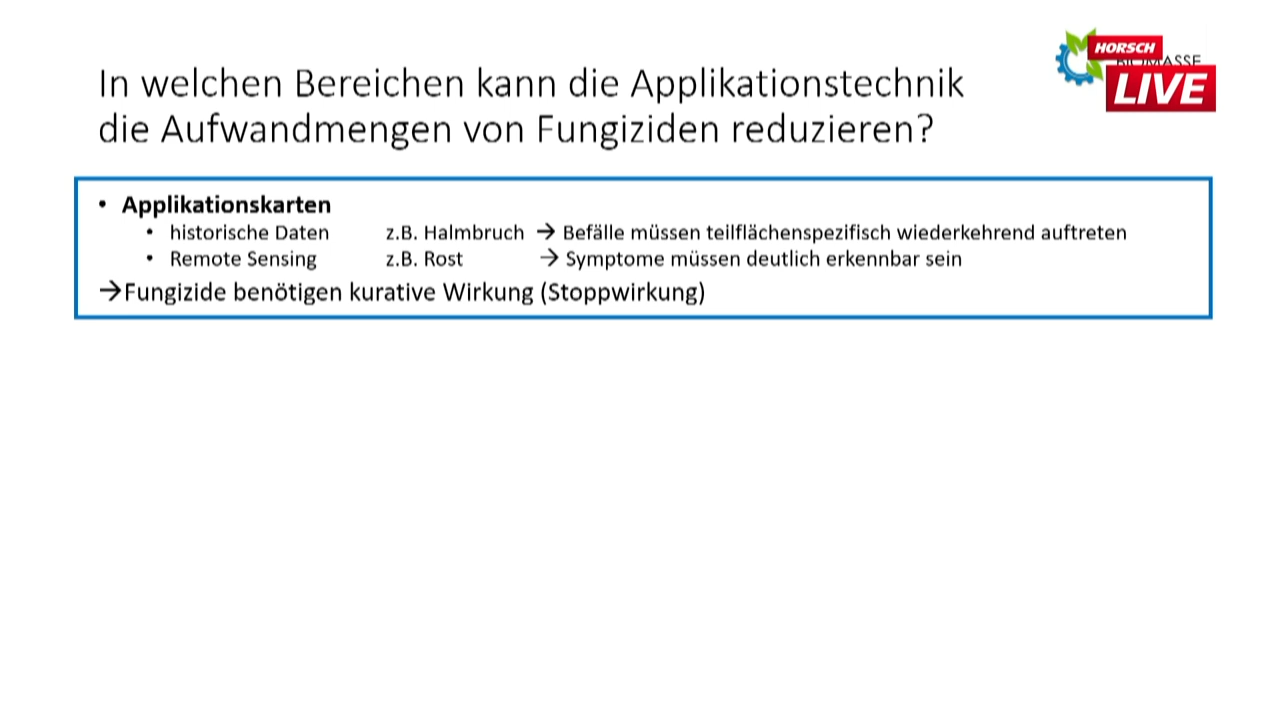 In welchen Bereichen kann die Applikationstechnik
die Aufwandmengen von Fungiziden reduzieren?
HORSCH
LIVE
• Applikationskarten
• historische Daten z.B. Halmbruch → Befälle müssen teilflächenspezifisch wiederkehrend auftreten
• Remote Sensing z.B. Rost → Symptome müssen deutlich erkennbar sein
→Fungizide benötigen kurative Wirkung (Stoppwirkung)